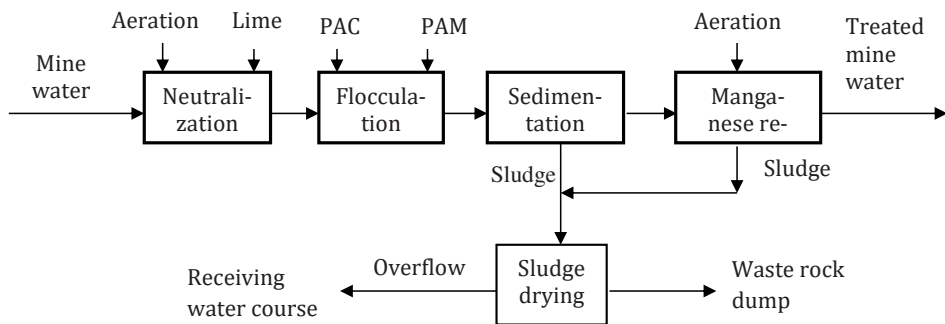 Aeration
Lime
PAC
PAM
Aeration
Treated
mine
water
Mine
water
Neutrali-
zation
Floccula-
tion
Sedimen-
tation
Manga-
nese re-
Sludge
Sludge
Receiving
water course
Overflow
Sludge
drying
Waste rock
dump